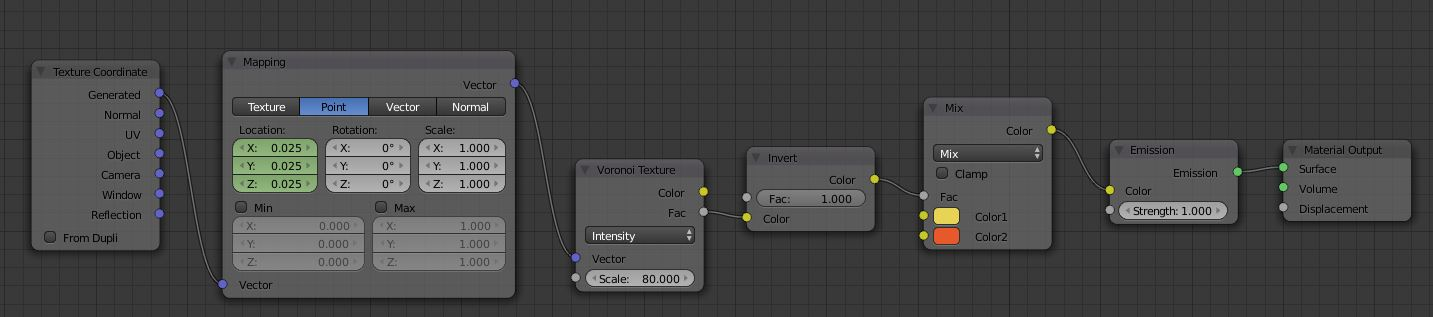 Texture Coordinate
Generated
Normal
UV
Object
Camera
Window
Reflection
From Dupli
Mapping
Vector
Texture Point Vector Normal
Location: Rotation: Scale:
X: 0.025 X: 0° X: 1.000
Y: 0.025 Y: 0° Y: 1.000
Z: 0.025 Z: 0° Z: 1.000
Min Max
X: 0.000 X: 1.000
Y: 0.000 Y: 1.000
Z: 0.000 Z: 1.000
Vector
Voronoi Texture
Color
Fac
Intensity
Vector
Scale: 80.000
Invert
Color
Fac: 1.000
Color
Mix
Color
Mix
Clamp
Fac
Color1
Color2
Emission
Emission
Color
Strength: 1.000
Material Output
Surface
Volume
Displacement